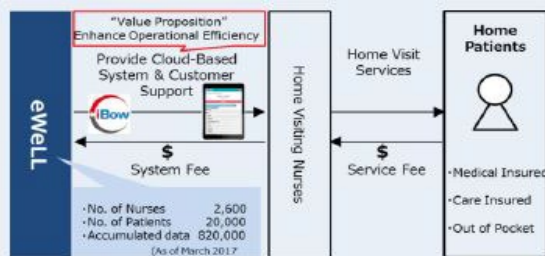 "Value Proposition"
Enhance Operational Efficiency
Provide Cloud-Based
System & Customer
Support
eWeLL
iBow
$
System Fee
·No. of Nurses 2,600
·No. of Patients 20,000
·Accumulated data 820,000
(As of March 2017
Home Visiting Nurses
Home Visit
Services
$
Service Fee
Home
Patients
·Medical Insured
·Care Insured
·Out of Pocket